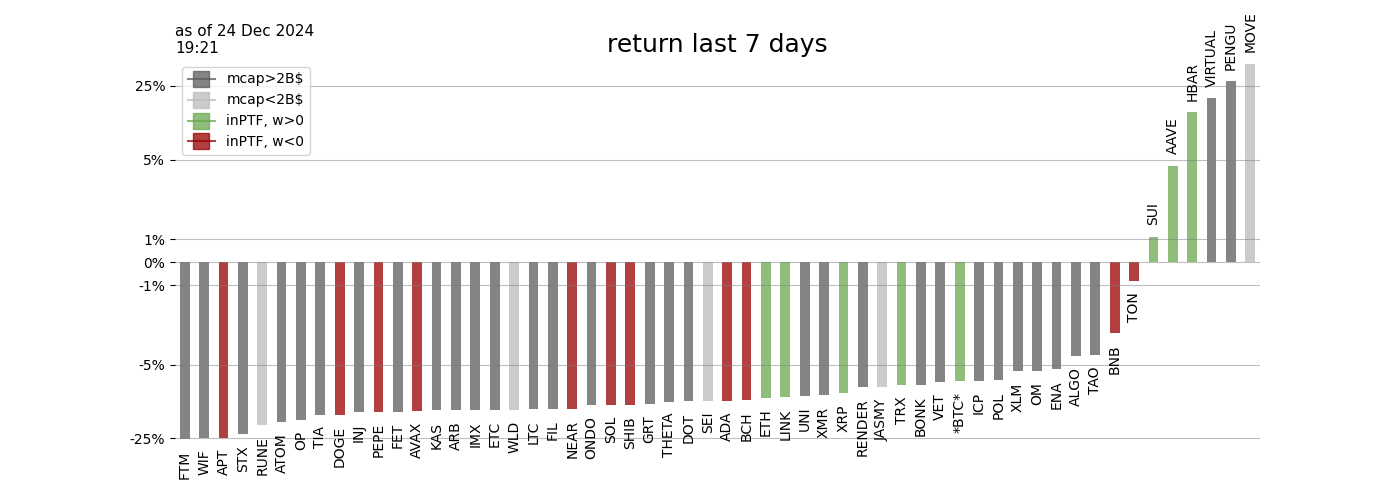 as of 24 Dec 2024
19:21
return last 7 days
mcap>2B$
mcap<2B$
inPTF, w>0
inPTF, w<0
25%
5%
1%
0%
-1%
-5%
-25%
FTM
WIF
APT
STX
RUNE
ATOM
OP
TIA
DOGE
INJ
PEPE
FET
AVAX
KAS
ARB
IMX
ETC
WLD
LTC
FIL
NEAR
ONDO
SOL
SHIB
GRT
THETA
DOT
SEI
ADA
BCH
ETH
LINK
UNI
XMR
XRP
RENDER
JASMY
TRX
BONK
VET
*BTC*
ICP
POL
XLM
OM
ENA
ALGO
TAO
BNB
TON
SUI
AAVE
HBAR
VIRTUAL
PENGU
MOVE